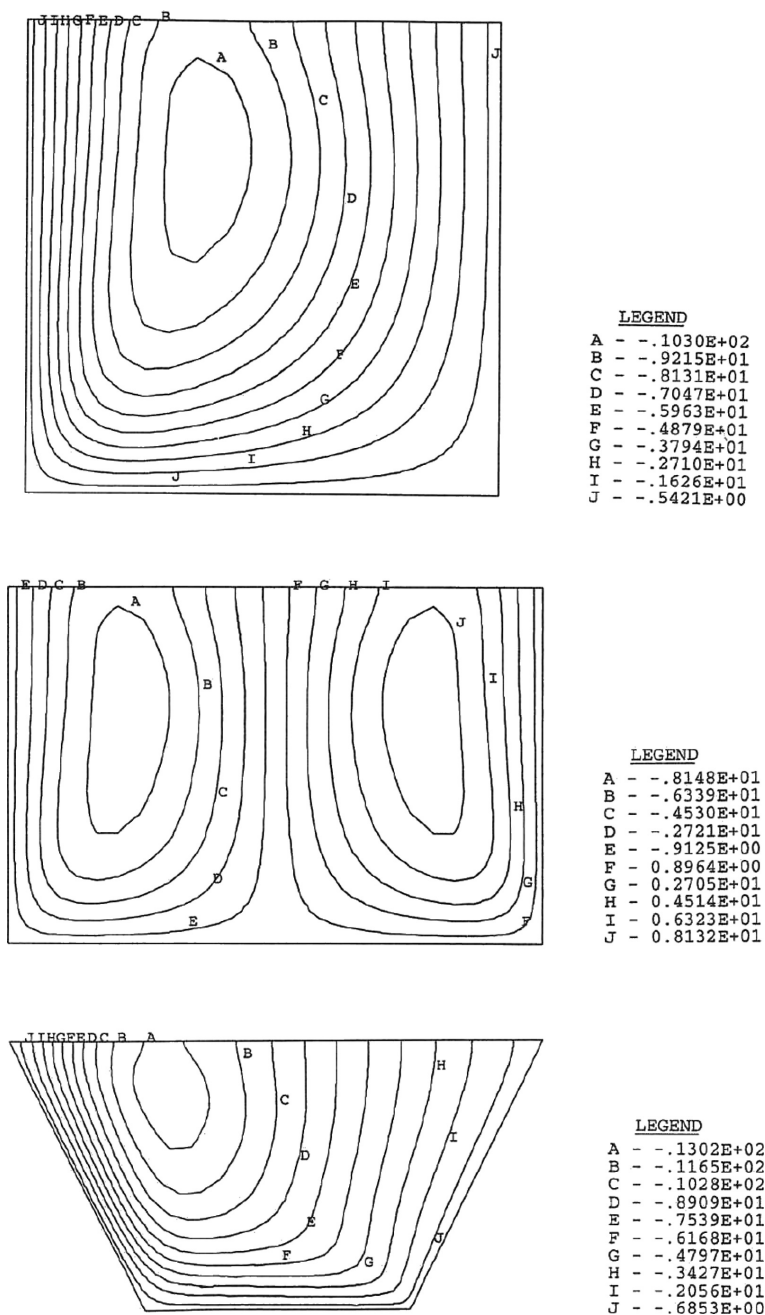 J I H G F E D C B
B
A
J
C
D
E
F
G
H
I
J
LEGEND
A - -.1030E+02
B - -.9215E+01
C - -.8131E+01
D - -.7047E+01
E - -.5963E+01
F - -.4879E+01
G - -.3794E+01
H - -.2710E+01
I - -.1626E+01
J - -.5421E+00
E D C B F G H I
A
J
B
I
C
H
D
G
E
F
LEGEND
A - -.8148E+01
B - -.6339E+01
C - -.4530E+01
D - -.2721E+01
E - -.9125E+00
F - 0.8964E+00
G - 0.2705E+01
H - 0.4514E+01
I - 0.6323E+01
J - 0.8132E+01
J I H G F E D C B A
B
H
C
I
D
E
J
F
G
LEGEND
A - -.1302E+02
B - -.1165E+02
C - -.1028E+02
D - -.8909E+01
E - -.7539E+01
F - -.6168E+01
G - -.4797E+01
H - -.3427E+01
I - -.2056E+01
J - -.6853E+00